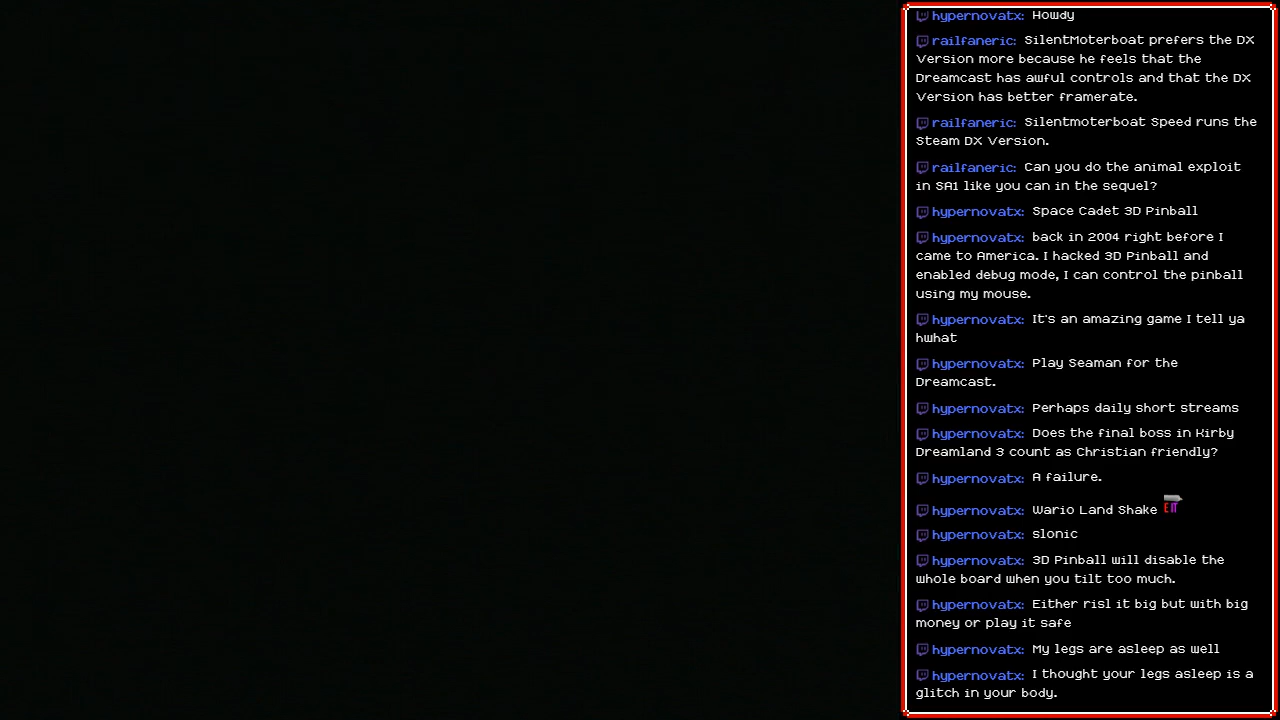 hypernovatx: Howdy
railfaneric: SilentMoterboat prefers the DX
Version more because he feels that the
Dreamcast has awful controls and that the DX
Version has better framerate.
railfaneric: Silentmoterboat Speed runs the
Steam DX Version.
railfaneric: Can you do the animal exploit
in SA1 like you can in the sequel?
hypernovatx: Space Cadet 3D Pinball
hypernovatx: back in 2004 right before I
came to America. I hacked 3D Pinball and
enabled debug mode, I can control the pinball
using my mouse.
hypernovatx: It's an amazing game I tell ya
hwhat
hypernovatx: Play Seaman for the
Dreamcast.
hypernovatx: Perhaps daily short streams
hypernovatx: Does the final boss in Kirby
Dreamland 3 count as Christian friendly?
hypernovatx: A failure.
hypernovatx: Wario Land Shake
hypernovatx: slonic
hypernovatx: 3D Pinball will disable the
whole board when you tilt too much.
hypernovatx: Either risl it big but with big
money or play it safe
hypernovatx: My legs are asleep as well
hypernovatx: I thought your legs asleep is a
glitch in your body.